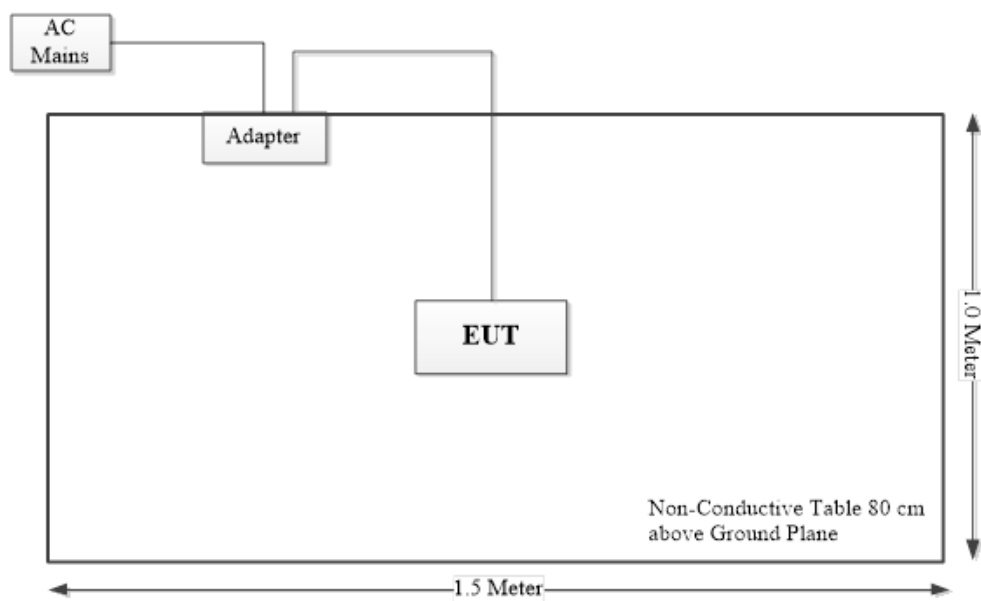 AC
Mains
Adapter
EUT
1.0 Meter
Non-Conductive Table 80 cm
above Ground Plane
1.5 Meter